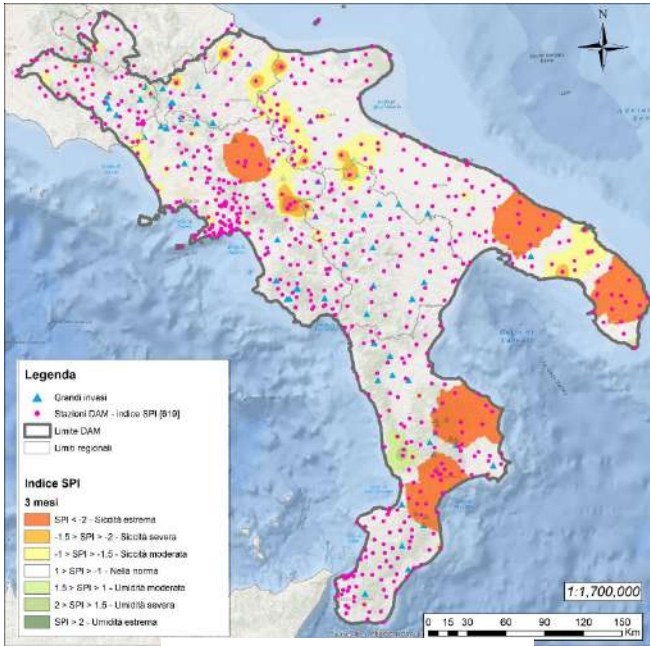 N
Legenda
Grandi invasi
Stazioni DAM - indice SPI [619]
Limite DAM
Limiti regionali
Indice SPI
3 mesi
SPI < -2 - Siccità estrema
-1.5 > SPI > -2 - Siccità severa
-1 > SPI > -1.5 - Siccità moderata
1 > SPI > -1 - Nella norma
1.5 > SPI > 1 - Umidità moderata
2 > SPI > 1.5 - Umidità severa
SPI > 2 - Umidità estrema
1:1,700,000
0 15 30 60 90 120 150
Km